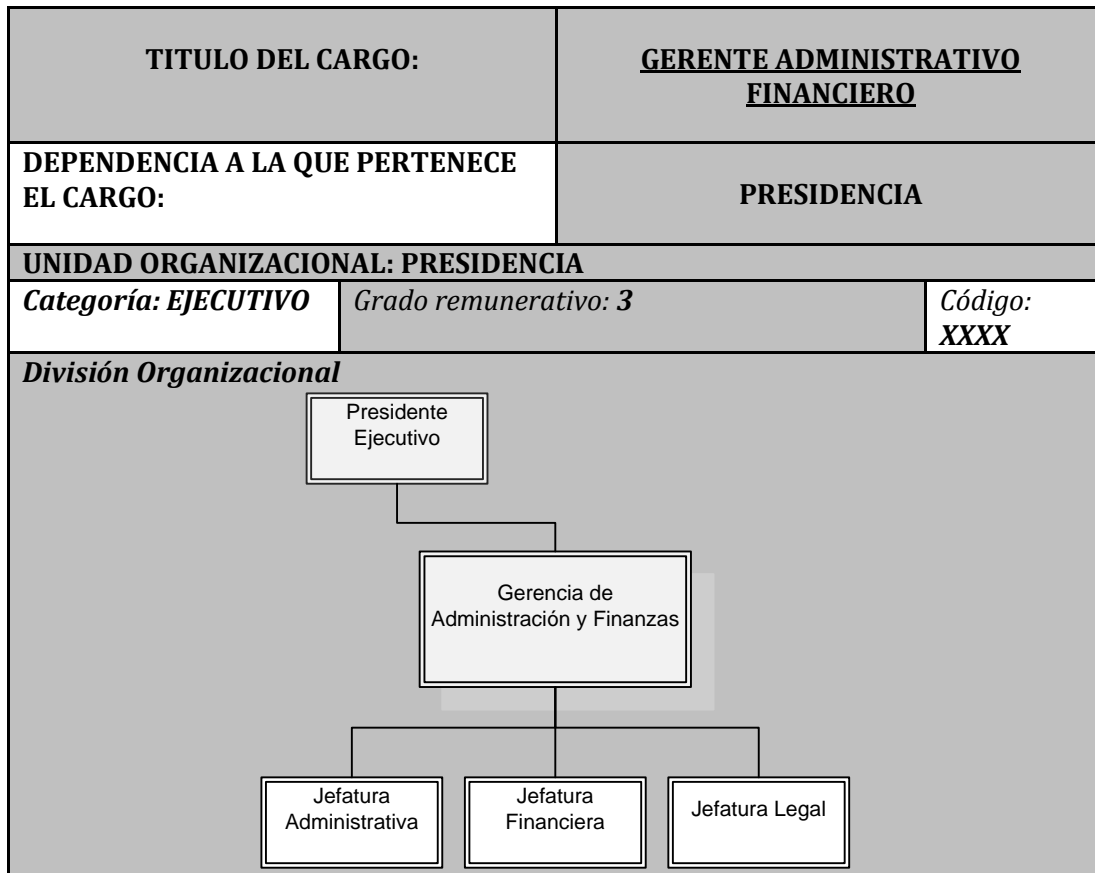 TITULO DEL CARGO:
GERENTE ADMINISTRATIVO
FINANCIERO
DEPENDENCIA A LA QUE PERTENECE
EL CARGO:
PRESIDENCIA
UNIDAD ORGANIZACIONAL: PRESIDENCIA
Categoría: EJECUTIVO
Grado remunerativo: 3
Código:
XXXX
División Organizacional
Presidente
Ejecutivo
Gerencia de
Administración y Finanzas
Jefatura
Administrativa
Jefatura
Financiera
Jefatura Legal